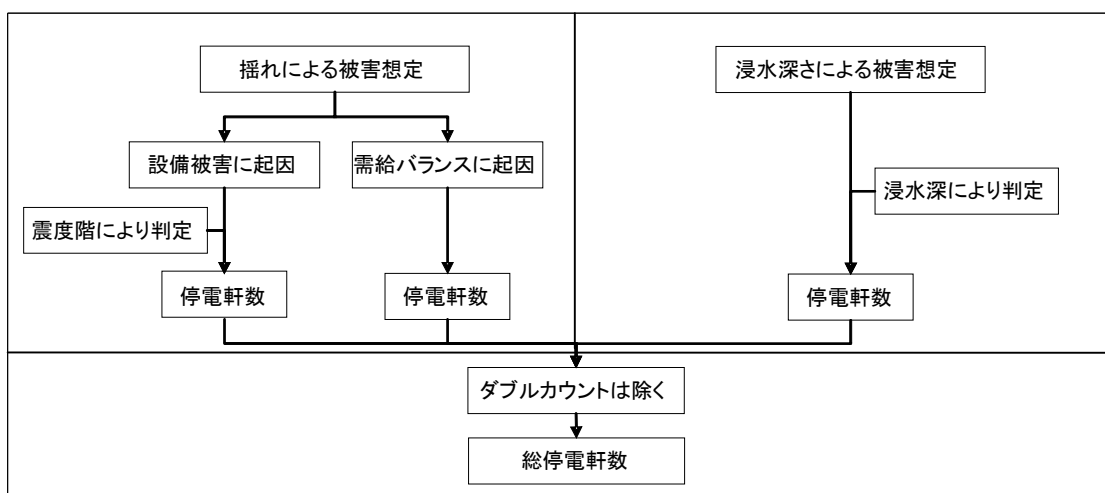 揺れによる被害想定
浸水深さによる被害想定
設備被害に起因
需給バランスに起因
浸水深により判定
震度階により判定
停電軒数
停電軒数
停電軒数
ダブルカウントは除く
総停電軒数